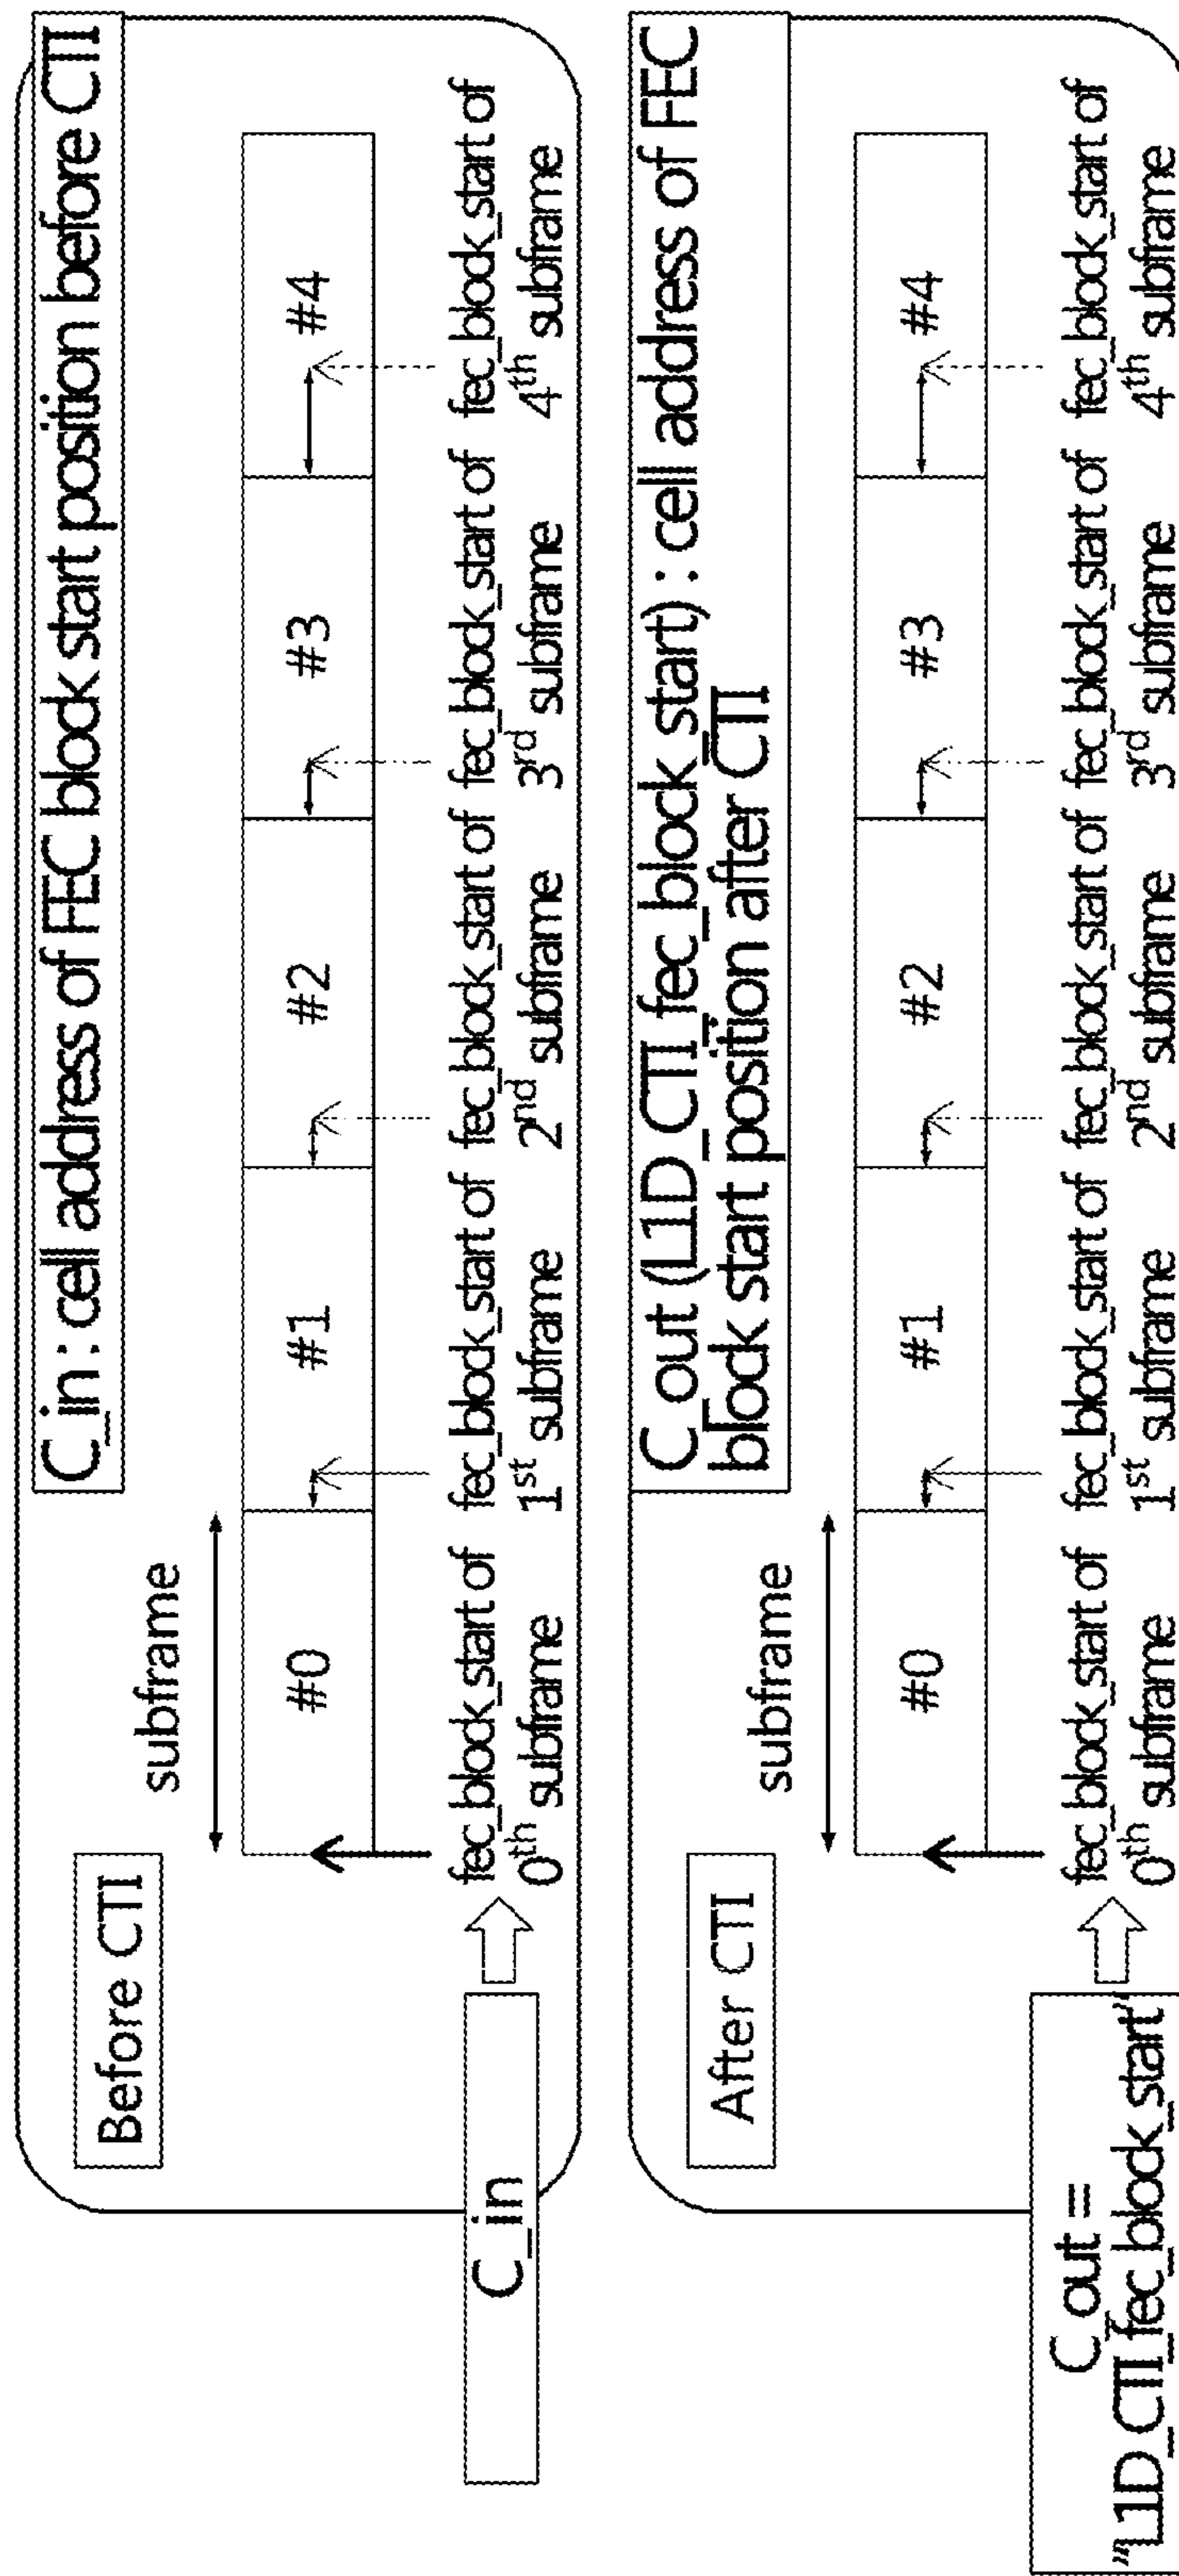 C_in : cell address of FEC block start position before CTI
Before CTI
subframe
#0
#1
#2
#3
#4
C_in
fec_block_start of
0th subframe
fec_block_start of
1st subframe
fec_block_start of
2nd subframe
fec_block_start of
3rd subframe
fec_block_start of
4th subframe
C_out (L1D_CTI_fec_block_start) : cell address of FEC
block start position after CTI
After CTI
subframe
#0
#1
#2
#3
#4
C_out =
"L1D_CTI_fec_block_start"
fec_block_start of
0th subframe
fec_block_start of
1st subframe
fec_block_start of
2nd subframe
fec_block_start of
3rd subframe
fec_block_start of
4th subframe